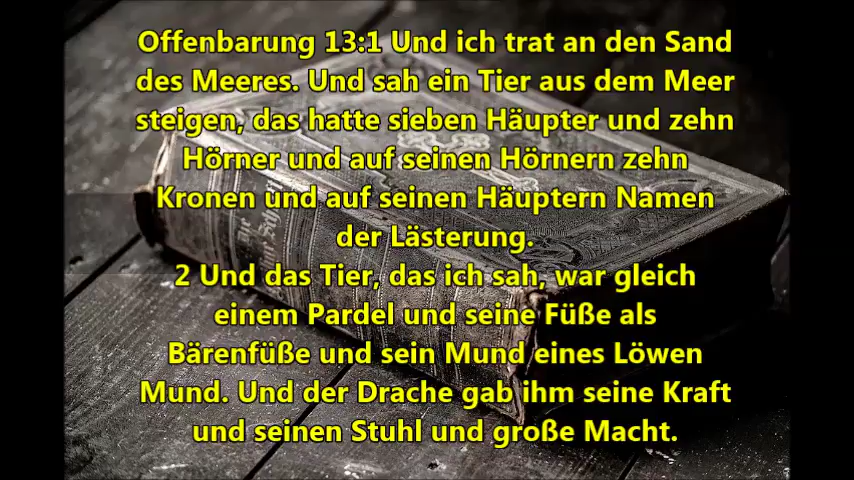 Offenbarung 13:1 Und ich trat an den Sand
des Meeres. Und sah ein Tier aus dem Meer
steigen, das hatte sieben Häupter und zehn
Hörner und auf seinen Hörnern zehn
Kronen und auf seinen Häuptern Namen
der Lästerung.
2 Und das Tier, das ich sah, war gleich
einem Pardel und seine Füße als
Bärenfüße und sein Mund eines Löwen
Mund. Und der Drache gab ihm seine Kraft
und seinen Stuhl und große Macht.